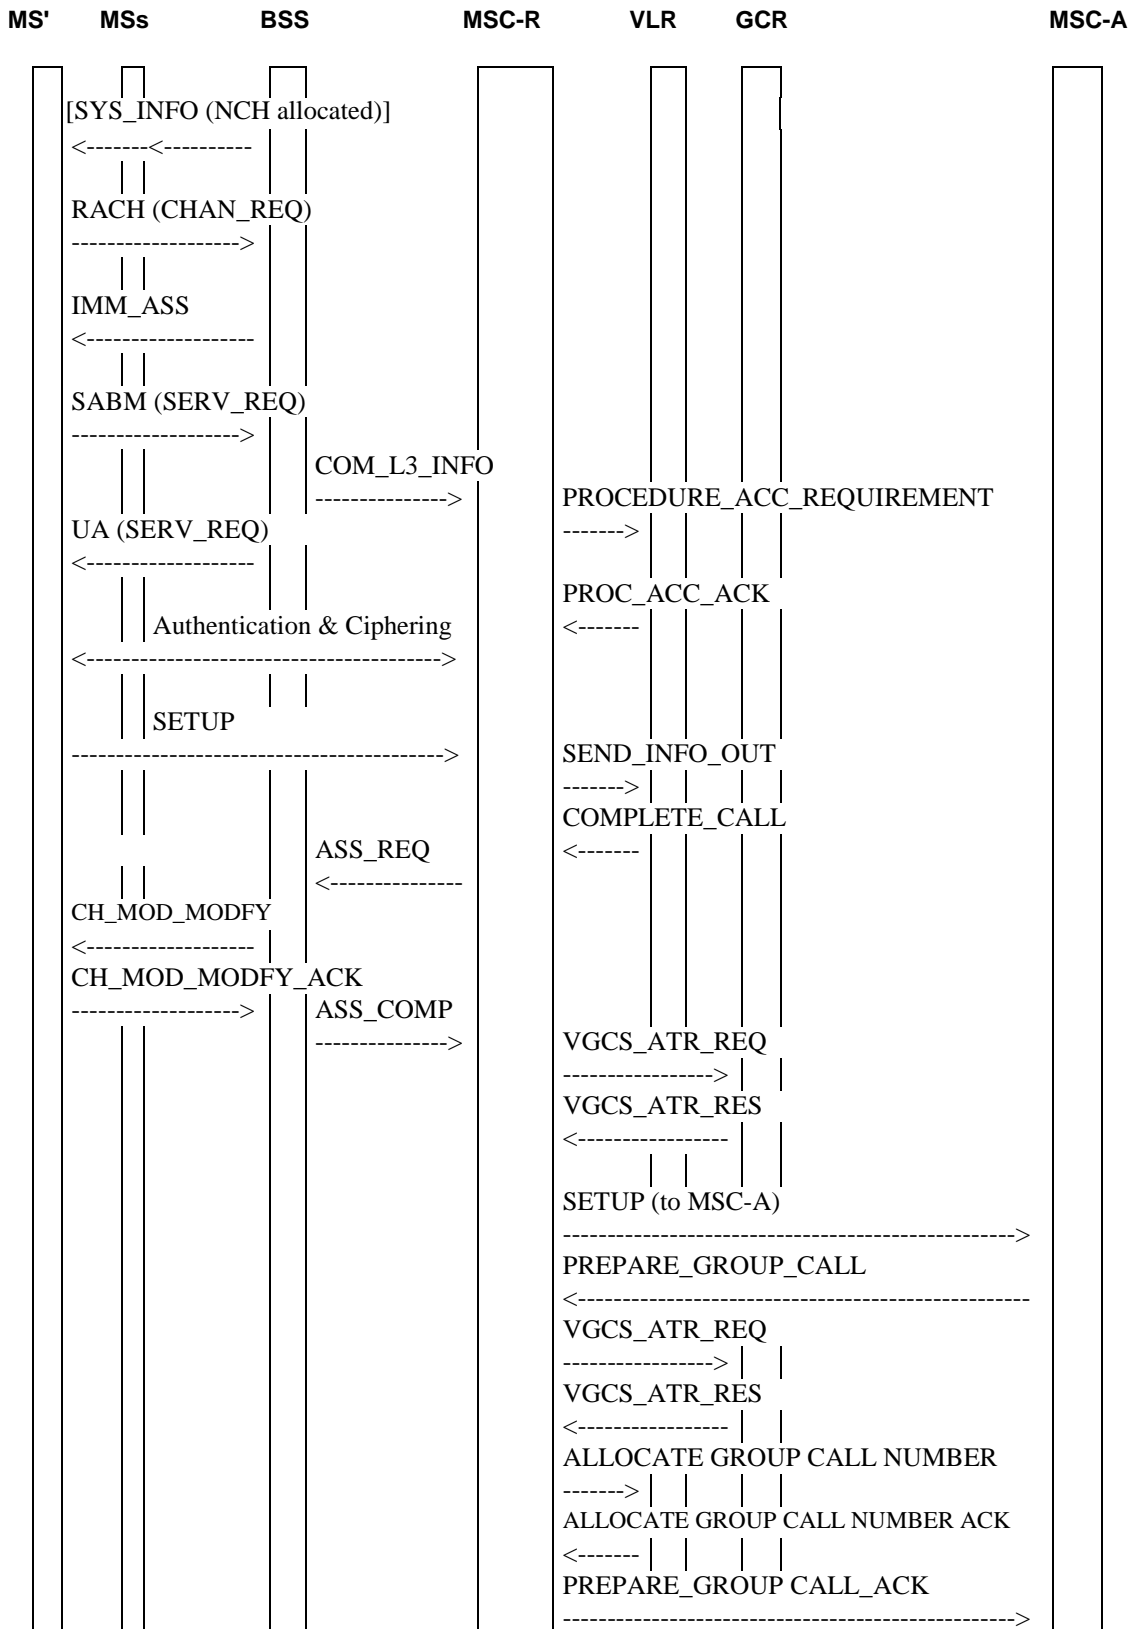 MS' MSs BSS MSC-R VLR GCR MSC-A
[SYS_INFO (NCH allocated)]
<-------<----------
RACH (CHAN_REQ)
------------------->
IMM_ASS
<-------------------
SABM (SERV_REQ)
------------------->
COM_L3_INFO
---------------> PROCEDURE_ACC_REQUIREMENT
UA (SERV_REQ) ------->
<-------------------
PROC_ACC_ACK
Authentication & Ciphering <-------
<---------------------------------------->
SETUP
------------------------------------------> SEND_INFO_OUT
------->
COMPLETE_CALL
ASS_REQ <-------
<---------------
CH_MOD_MODFY
<-------------------
CH_MOD_MODFY_ACK
-------------------> ASS_COMP
---------------> VGCS_ATR_REQ
----------------->
VGCS_ATR_RES
<-----------------
SETUP (to MSC-A)
--------------------------------------------------->
PREPARE_GROUP_CALL
<---------------------------------------------------
VGCS_ATR_REQ
----------------->
VGCS_ATR_RES
<-----------------
ALLOCATE GROUP CALL NUMBER
------->
ALLOCATE GROUP CALL NUMBER ACK
<-------
PREPARE_GROUP CALL_ACK
--------------------------------------------------->